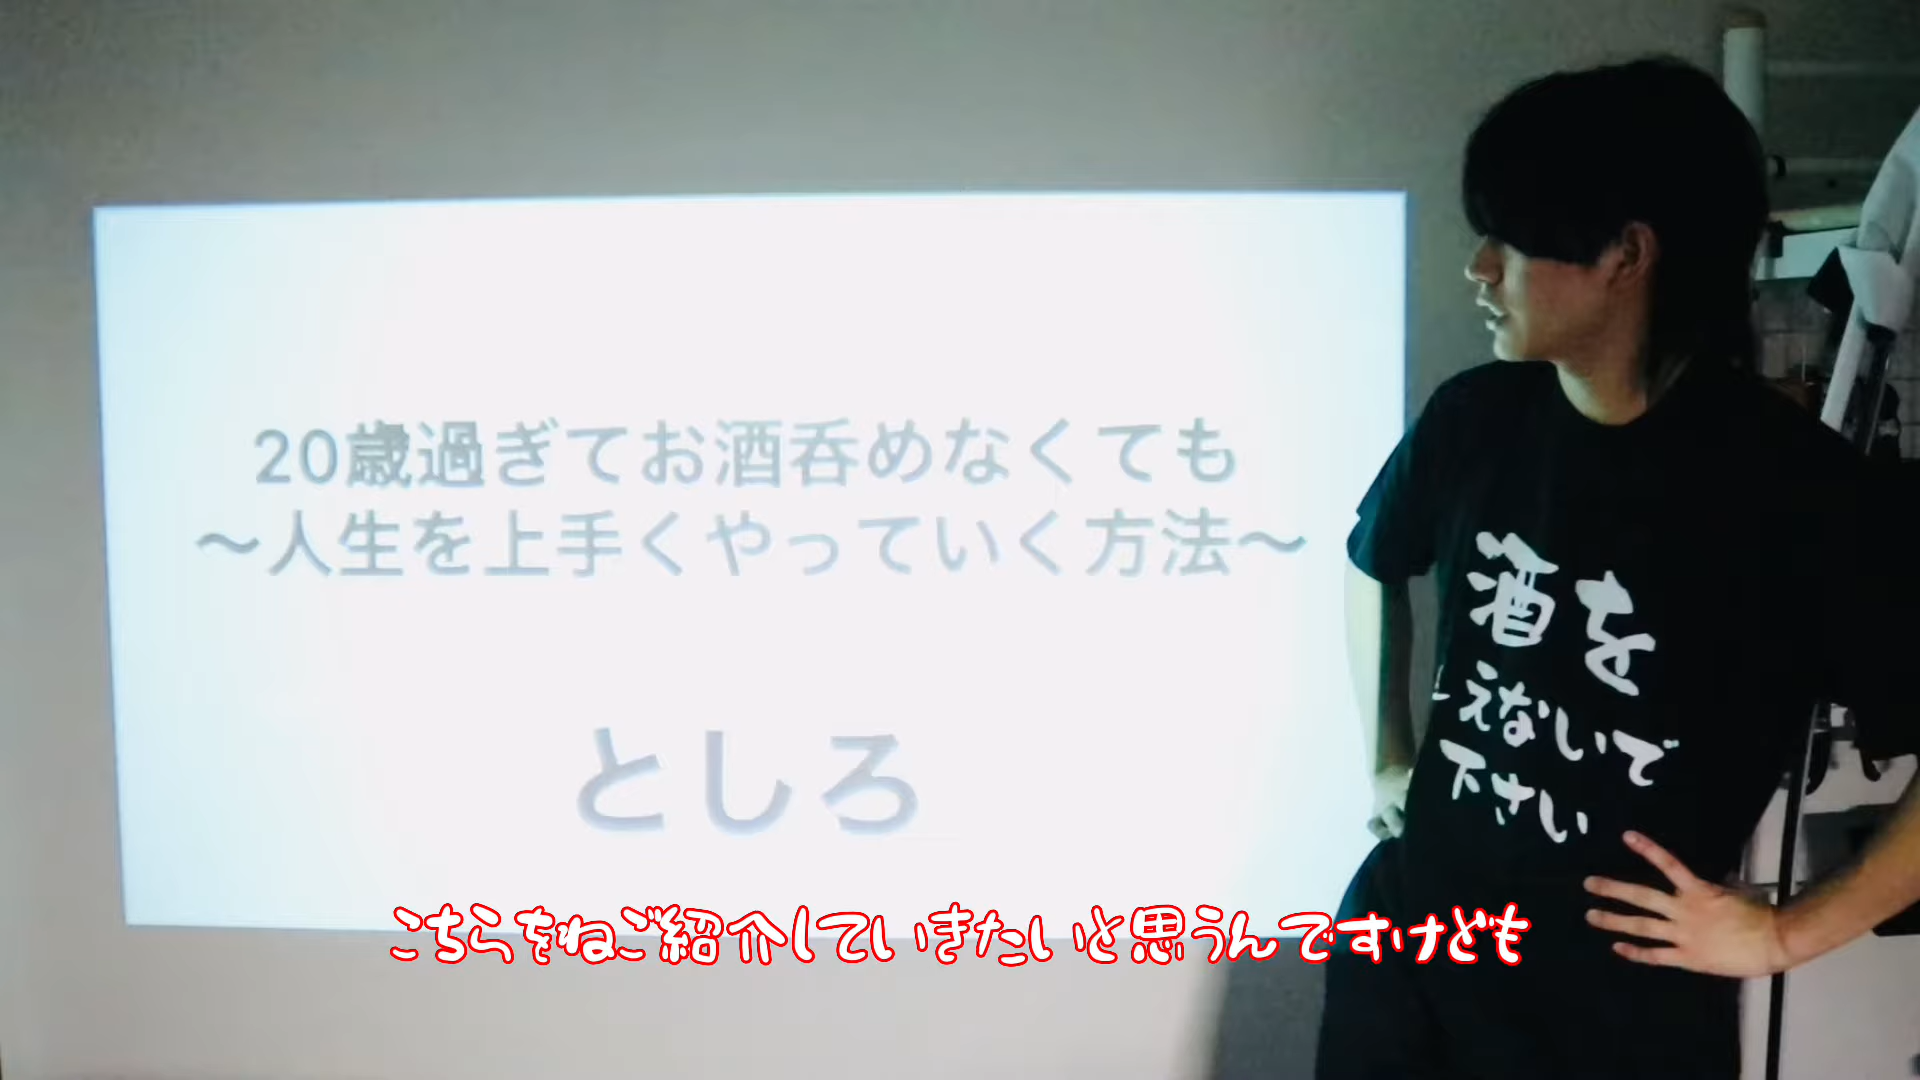 20歳過ぎてお酒呑めなくても
〜人生を上手くやっていく方法〜
としろ
酒を
えないで
下さい
こちらをねご紹介していきたいと思うんですけども